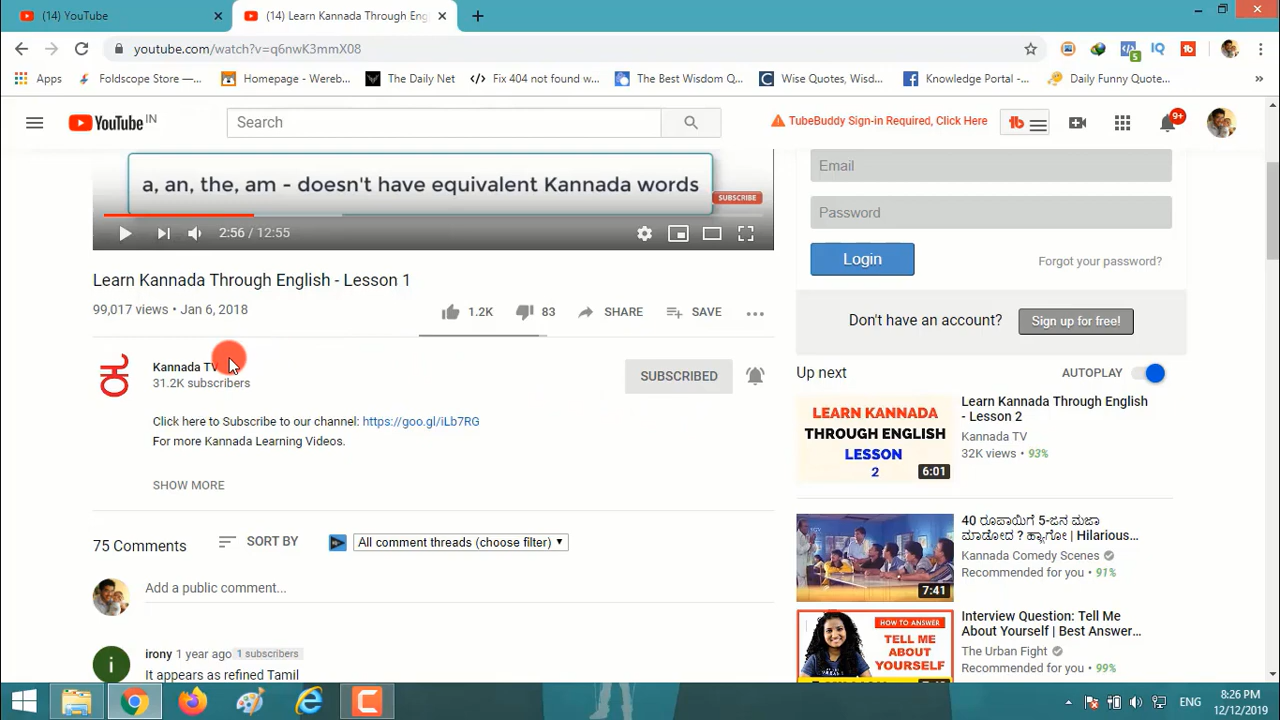 (14) YouTube
(14) Learn Kannada Through Eng
youtube.com/watch?v=q6nwK3mmX08
5
Apps
Foldscope Store —...
Homepage - Wereb...
The Daily Net
Fix 404 not found w...
The Best Wisdom Q...
Wise Quotes, Wisd...
Knowledge Portal -...
Daily Funny Quote...
YouTube IN
Search
TubeBuddy Sign-in Required, Click Here
9+
a, an, the, am - doesn't have equivalent Kannada words
SUBSCRIBE
2:56 / 12:55
Email
Password
Login
Forgot your password?
Don't have an account?
Sign up for free!
Learn Kannada Through English - Lesson 1
99,017 views • Jan 6, 2018
1.2K
83
SHARE
SAVE
Kannada TV
31.2K subscribers
SUBSCRIBED
Click here to Subscribe to our channel: https://goo.gl/iLb7RG
For more Kannada Learning Videos.
SHOW MORE
75 Comments
SORT BY
All comment threads (choose filter)
Add a public comment...
i
irony 1 year ago 1 subscribers
It appears as refined Tamil
Up next
AUTOPLAY
LEARN KANNADA
THROUGH ENGLISH
LESSON
2
6:01
Learn Kannada Through English
- Lesson 2
Kannada TV
32K views • 93%
7:41
40 ರೂಪಾಯಿಗೆ 5-ಜನ ಮಜಾ
ಮಾಡೋದ ? ಹ್ಯಾಗೋ | Hilarious...
Kannada Comedy Scenes
Recommended for you • 91%
HOW TO ANSWER
TELL ME
ABOUT
YOURSELF
Interview Question: Tell Me
About Yourself | Best Answer...
The Urban Fight
Recommended for you • 99%
ENG
8:26 PM
12/12/2019